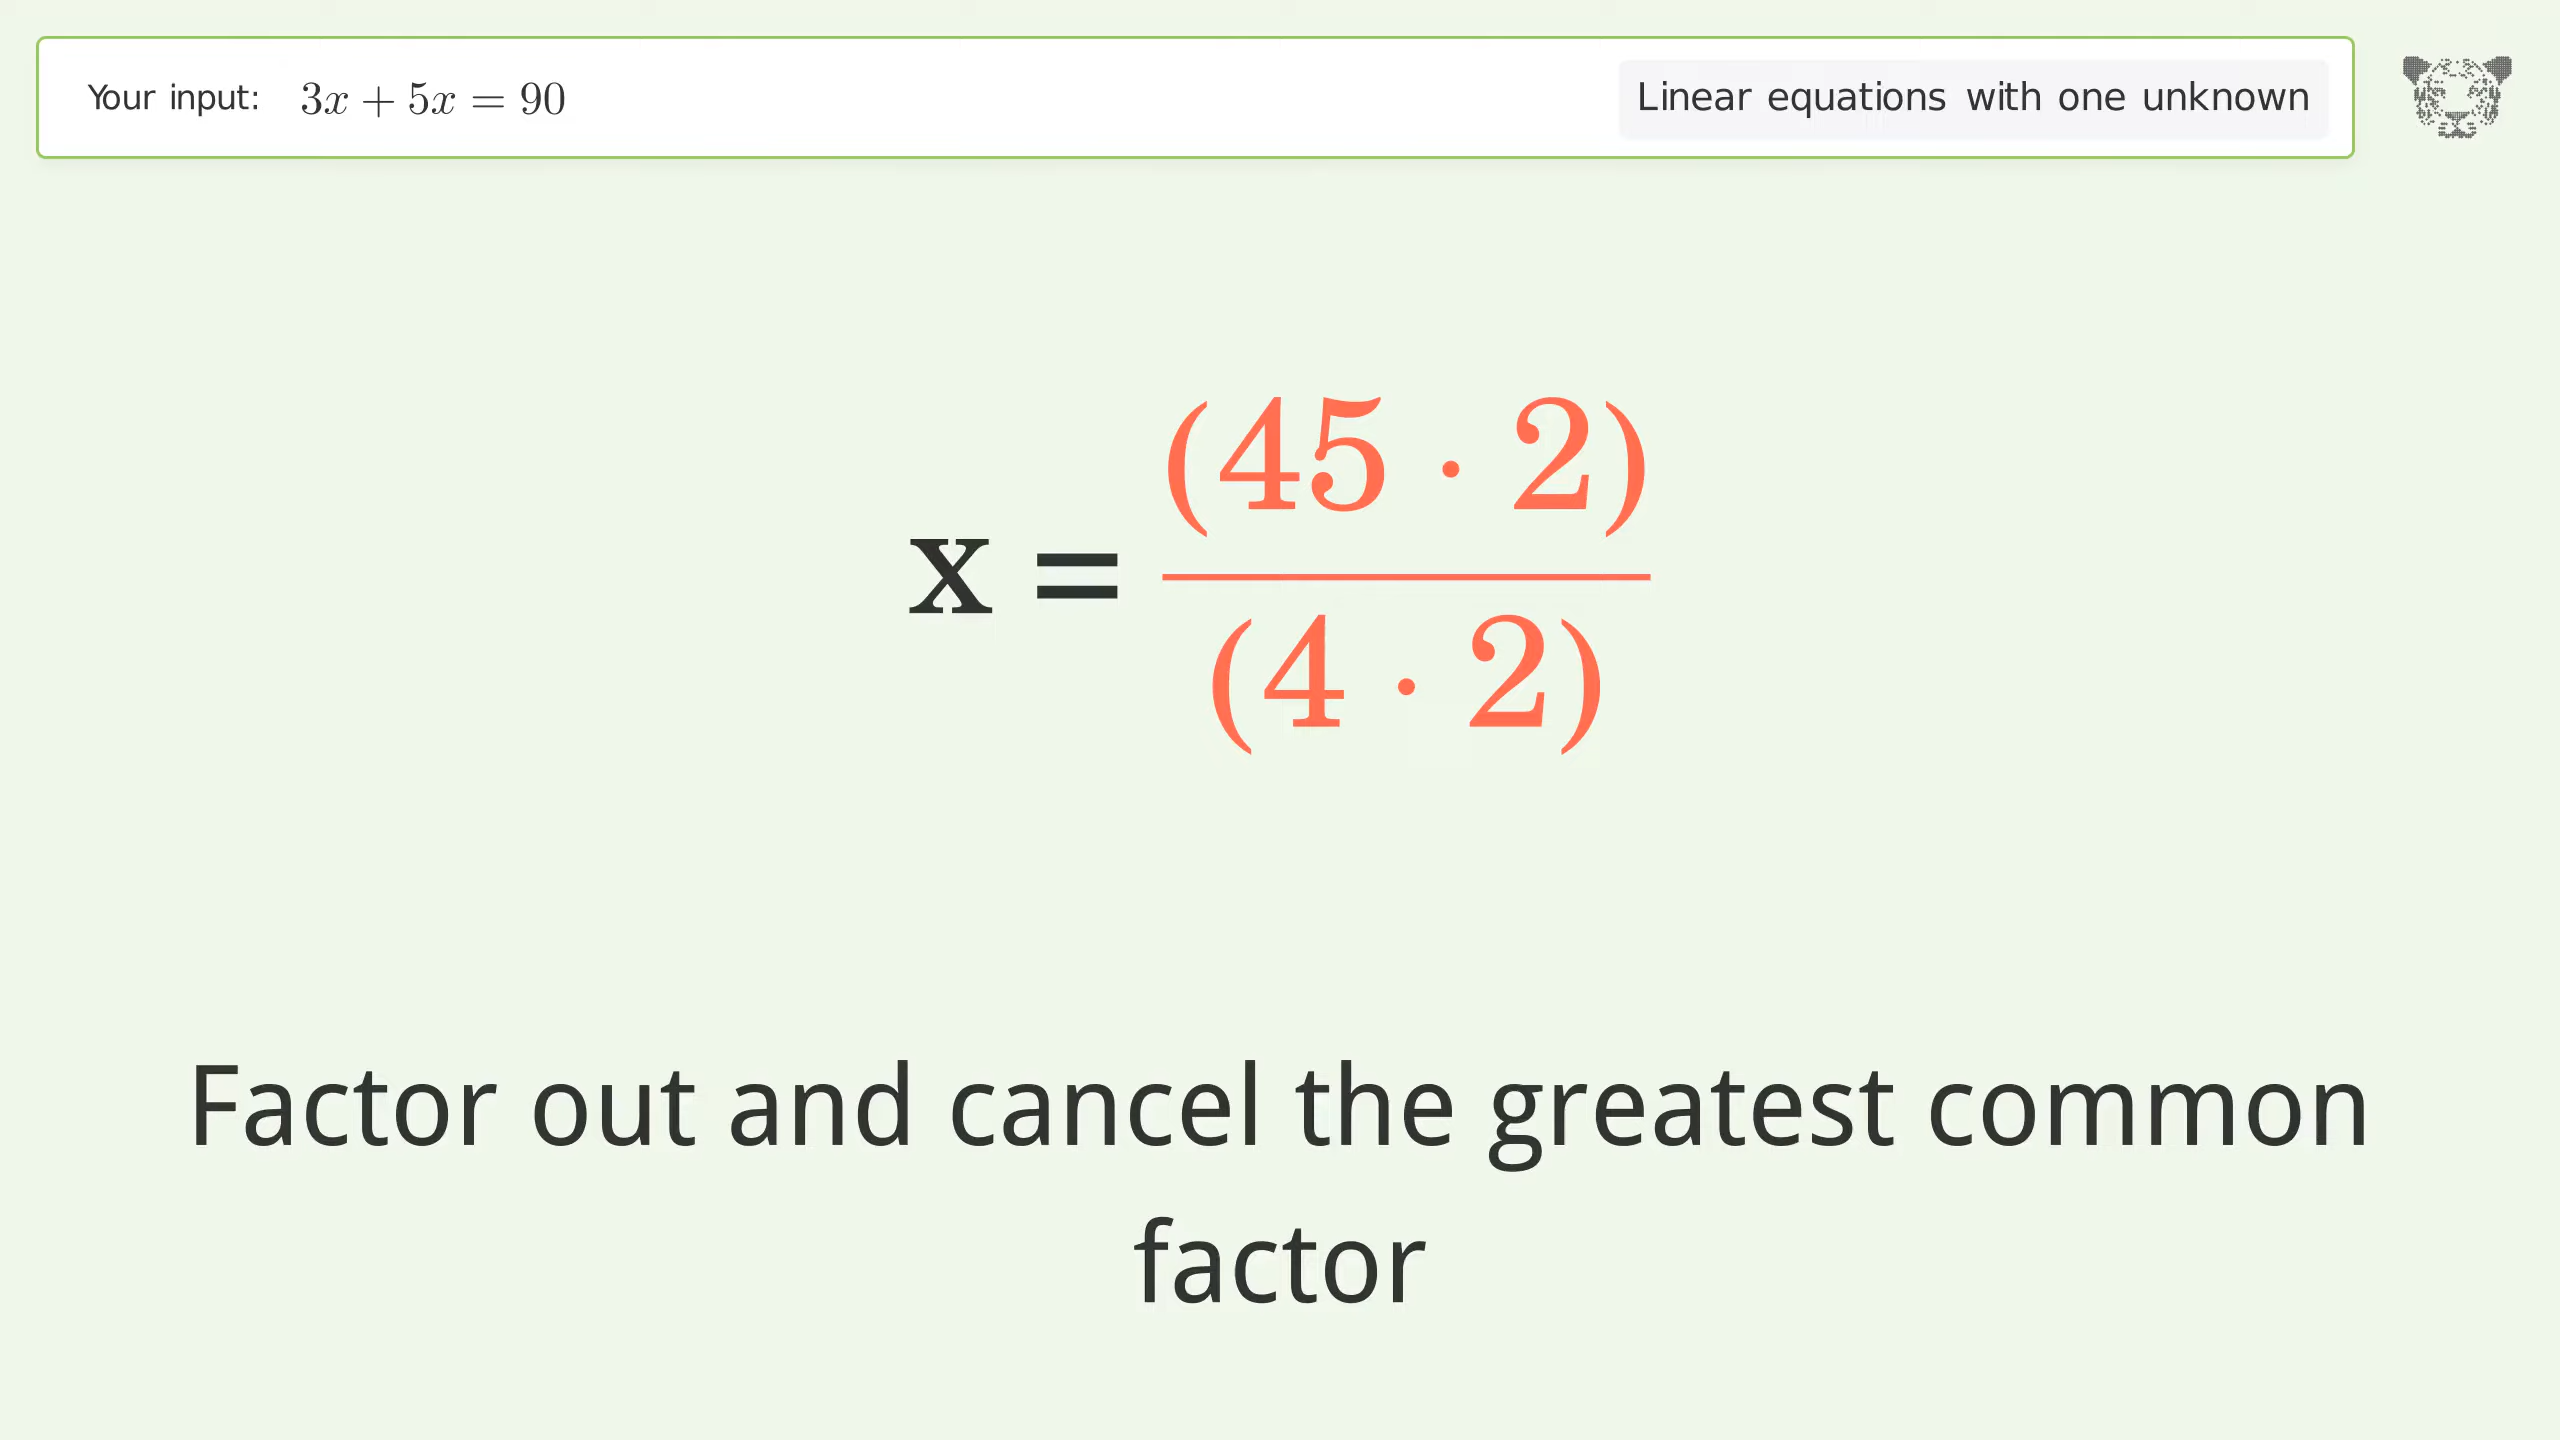 Your input: 3x + 5x = 90
Linear equations with one unknown
x = (45 · 2)
(4 · 2)
Factor out and cancel the greatest common
factor